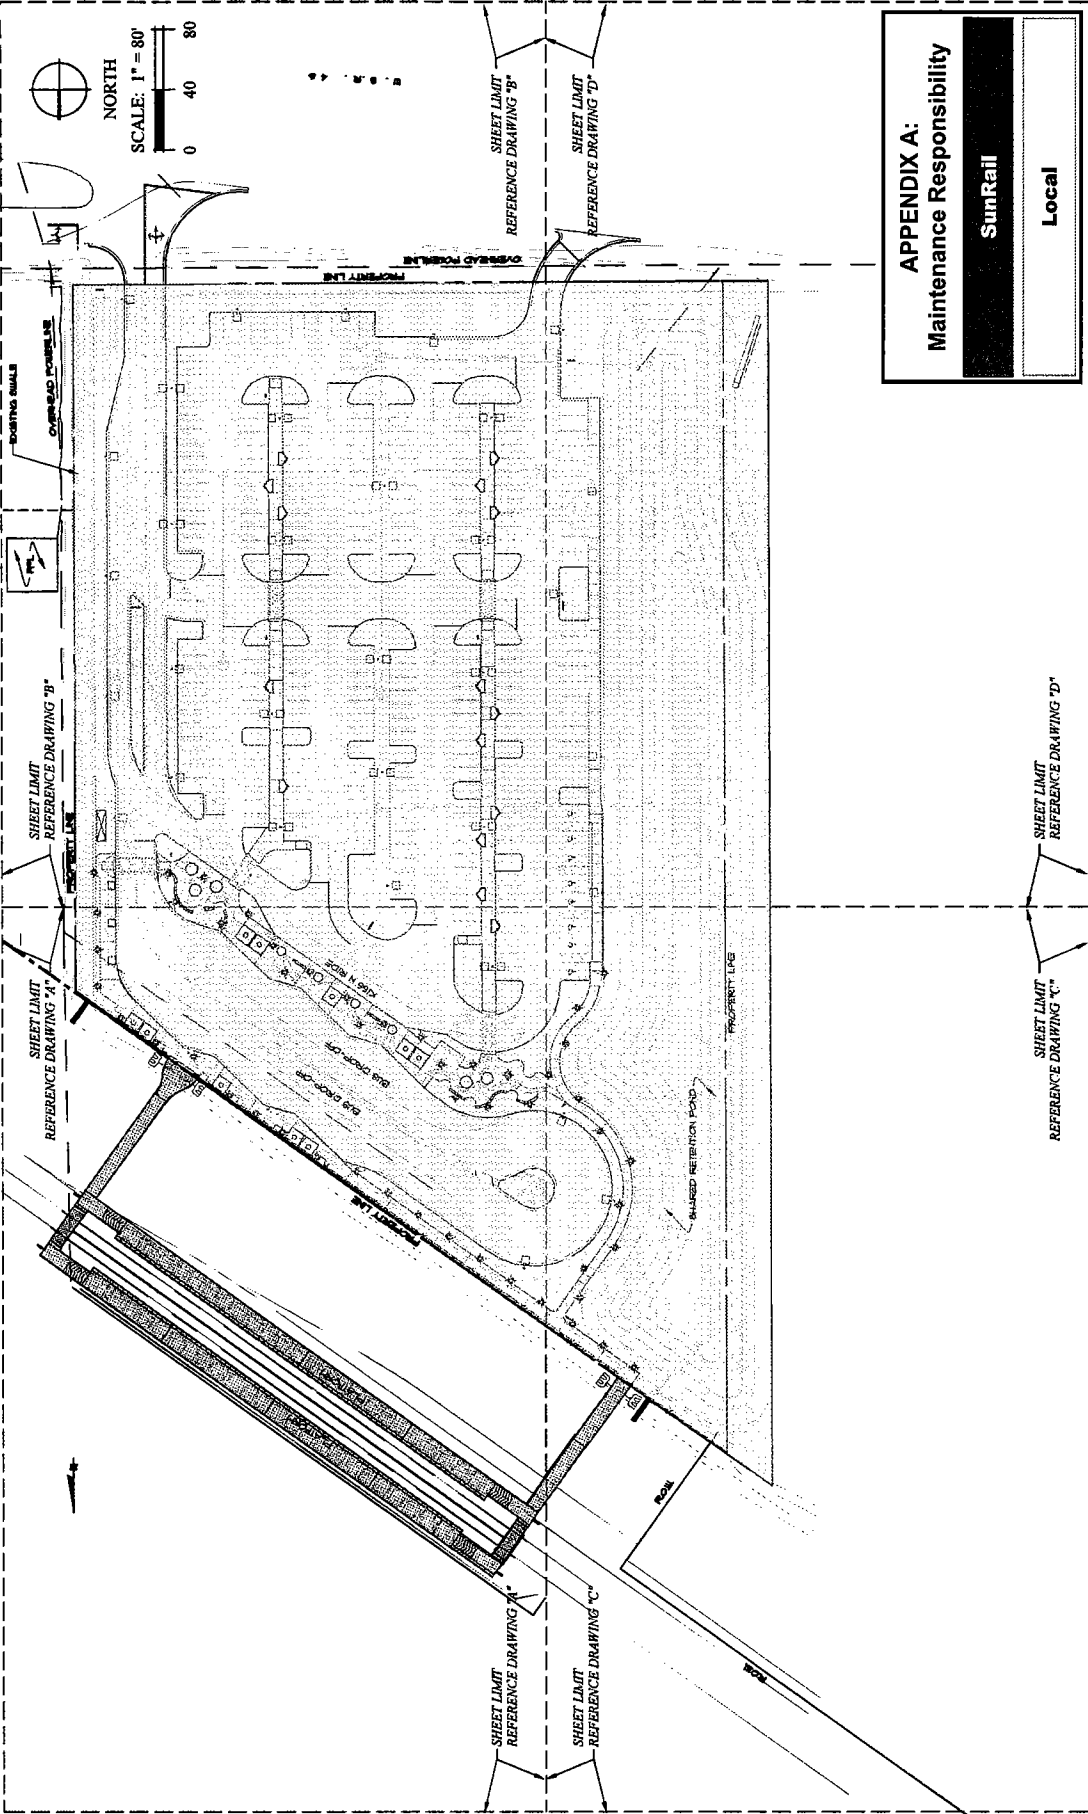 NORTH
SCALE: 1" = 80'
0 40 80
APPENDIX A:
Maintenance Responsibility
SunRail
Local
SHEET LIMIT
REFERENCE DRAWING "B"
SHEET LIMIT
REFERENCE DRAWING "D"
OVERHEAD POWERLINE
PROPERTY LINE
EXISTING SWALE
OVERHEAD POWERLINE
SHEET LIMIT
REFERENCE DRAWING "B"
PROPERTY LINE
SHEET LIMIT
REFERENCE DRAWING "A"
KISS N RIDE
BUS DROP-OFF
BUS DROP-OFF
PROPERTY LINE
PROPERTY LINE
SHARED RETENTION POND
SHEET LIMIT
REFERENCE DRAWING "D"
SHEET LIMIT
REFERENCE DRAWING "C"
PLATFORM
PLATFORM
R.O.W.
R.O.W.
SHEET LIMIT
REFERENCE DRAWING "A"
SHEET LIMIT
REFERENCE DRAWING "C"